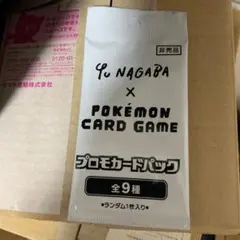 非売品
YU NAGABA
×
POKÉMON
CARD GAME
プロモカードパック
全9種
•ランダム1枚入り•